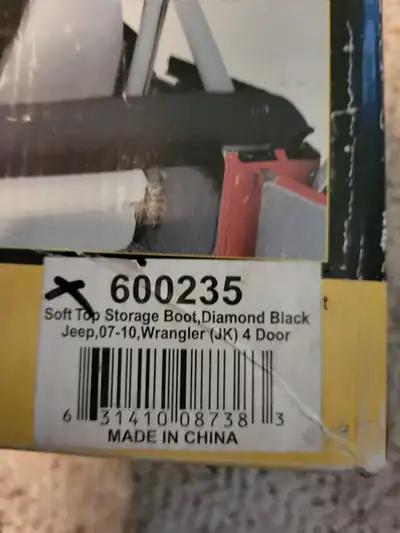 600235
t
Soft Top Storage Boot,Diamond Black
Jeep,07-10,Wrangler (JK) 4 Door
6 31410 08738 3
MADE IN CHINA